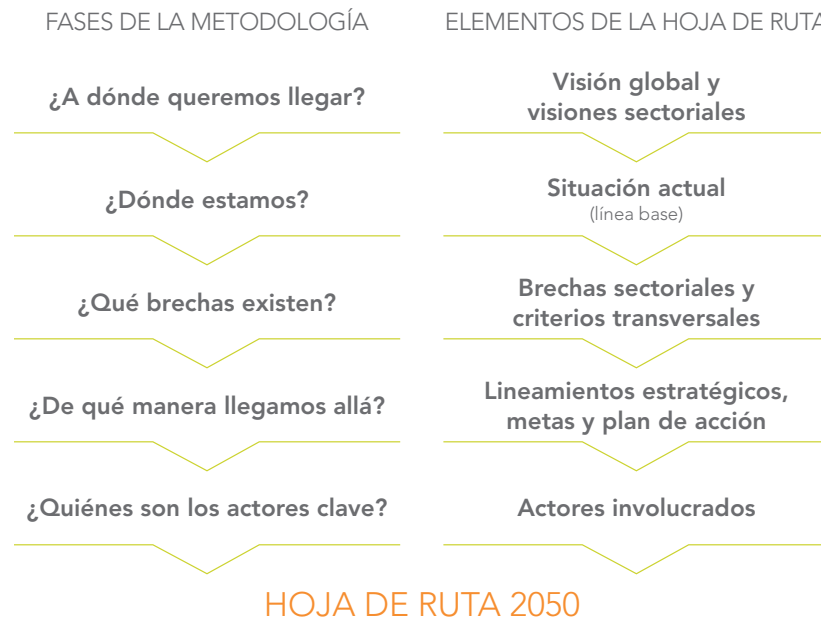 FASES DE LA METODOLOGÍA
ELEMENTOS DE LA HOJA DE RUTA
¿A dónde queremos llegar?
Visión global y
visiones sectoriales
¿Dónde estamos?
Situación actual
(línea base)
¿Qué brechas existen?
Brechas sectoriales y
criterios transversales
¿De qué manera llegamos allá?
Lineamientos estratégicos,
metas y plan de acción
¿Quiénes son los actores clave?
Actores involucrados
HOJA DE RUTA 2050